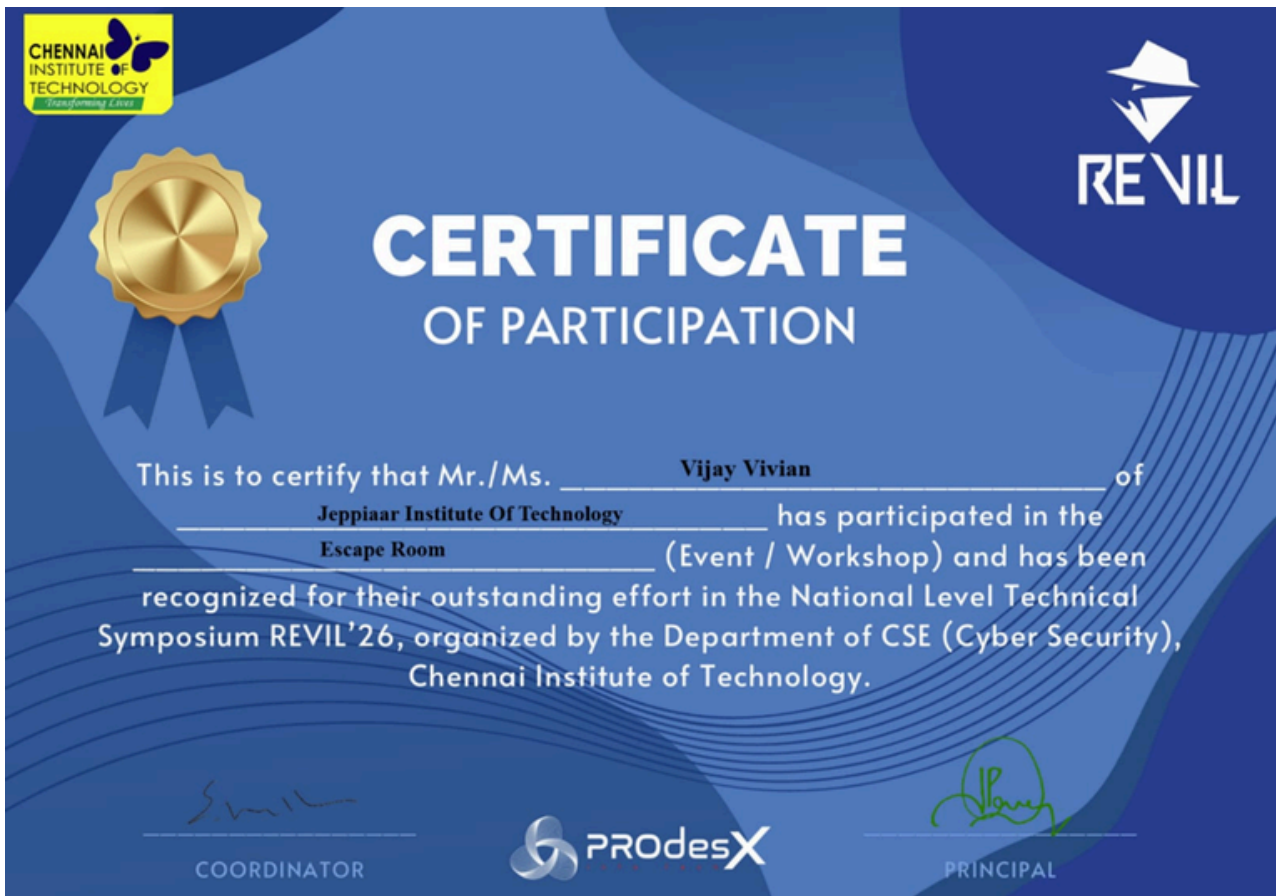 CHENNAI
INSTITUTE OF
TECHNOLOGY
Transforming Lives
REVIL
CERTIFICATE
OF PARTICIPATION
This is to certify that Mr./Ms. Vijay Vivian of
Jeppiaar Institute Of Technology has participated in the
Escape Room (Event / Workshop) and has been
recognized for their outstanding effort in the National Level Technical
Symposium REVIL'26, organized by the Department of CSE (Cyber Security),
Chennai Institute of Technology.
COORDINATOR
PROdesX
PRINCIPAL